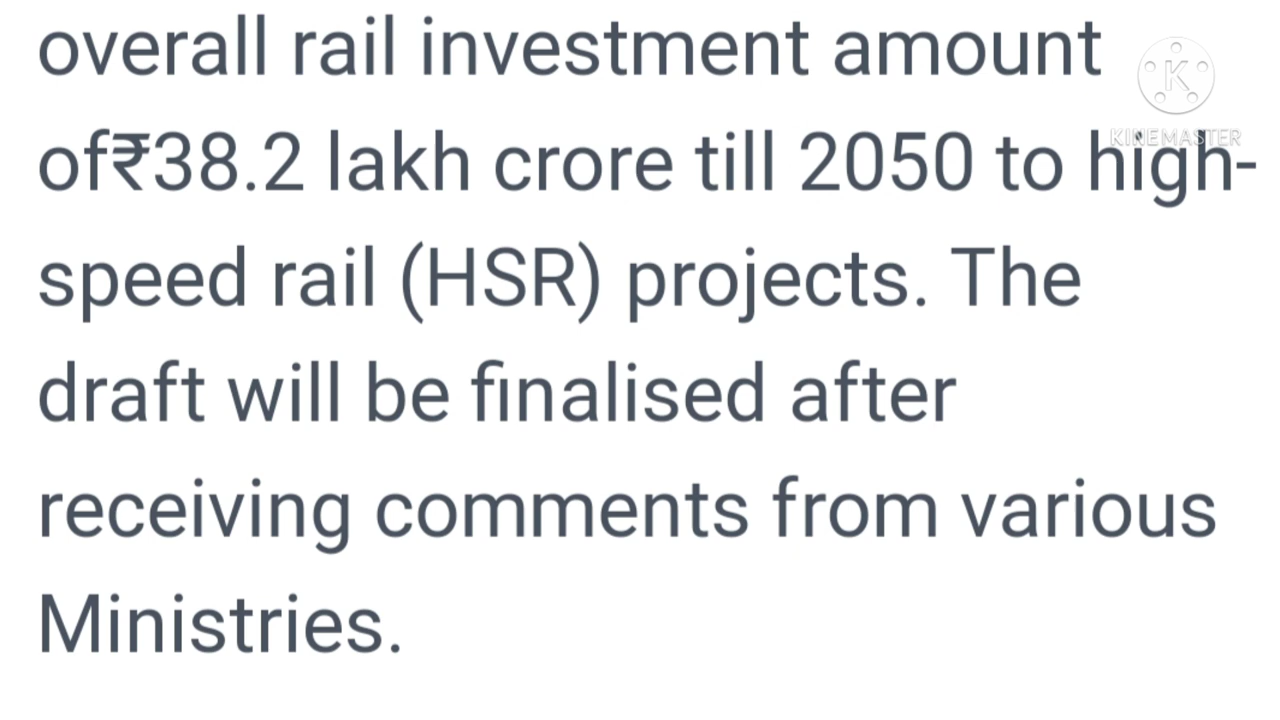 overall rail investment amount
of₹38.2 lakh crore till 2050 to high-
speed rail (HSR) projects. The
draft will be finalised after
receiving comments from various
Ministries.
K
KINEMASTER